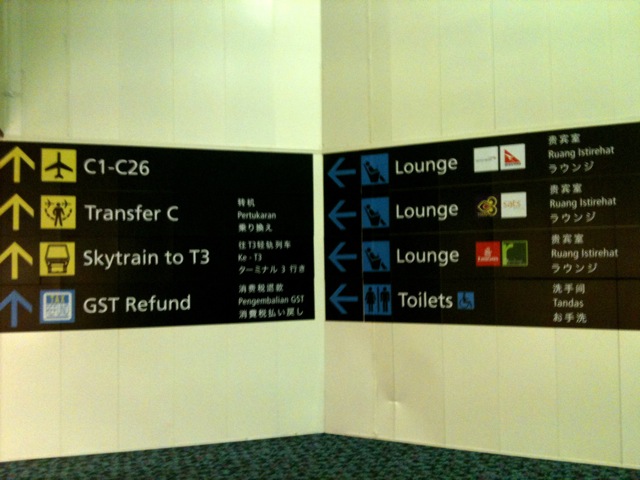 C1-C26
Transfer C
转机
Pertukaran
乗り換え
Skytrain to T3
往T3轻轨列车
Ke - T3
ターミナル 3 行き
TAX
GST Refund
消费税退款
Pengembalian GST
消費税払い戻し
Lounge
贵宾室
Ruang Istirehat
ラウンジ
Lounge
sats
贵宾室
Ruang Istirehat
ラウンジ
Lounge
Emirates
贵宾室
Ruang Istirehat
ラウンジ
Toilets
洗手间
Tandas
お手洗